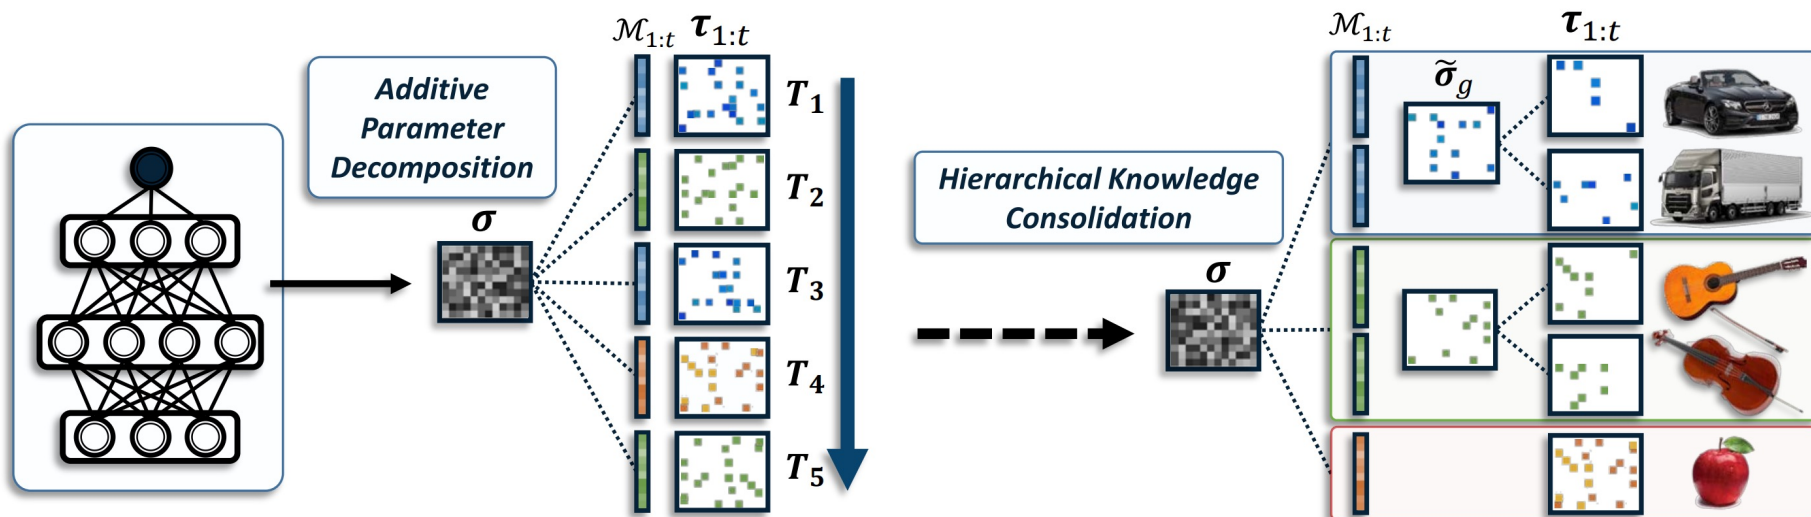 Additive
Parameter
Decomposition
σ
ℳ₁:ₜ
τ₁:ₜ
T₁
T₂
T₃
T₄
T₅
Hierarchical Knowledge
Consolidation
σ
ℳ₁:ₜ
σ̃g
τ₁:ₜ